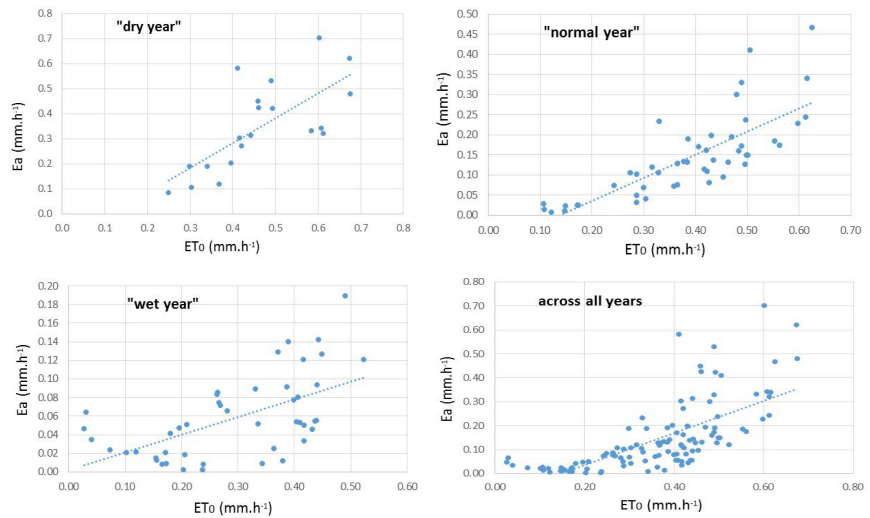 "dry year"
Ea (mm.h⁻¹)
0.8
0.7
0.6
0.5
0.4
0.3
0.2
0.1
0.0
0.0 0.1 0.2 0.3 0.4 0.5 0.6 0.7 0.8
ET₀ (mm.h⁻¹)
"normal year"
Ea (mm.h⁻¹)
0.50
0.45
0.40
0.35
0.30
0.25
0.20
0.15
0.10
0.05
0.00
0.00 0.10 0.20 0.30 0.40 0.50 0.60 0.70
ET₀ (mm.h⁻¹)
"wet year"
Ea (mm.h⁻¹)
0.20
0.18
0.16
0.14
0.12
0.10
0.08
0.06
0.04
0.02
0.00
0.00 0.10 0.20 0.30 0.40 0.50 0.60
ET₀ (mm.h⁻¹)
across all years
Ea (mm.h⁻¹)
0.80
0.70
0.60
0.50
0.40
0.30
0.20
0.10
0.00
0.00 0.20 0.40 0.60 0.80
ET₀ (mm.h⁻¹)